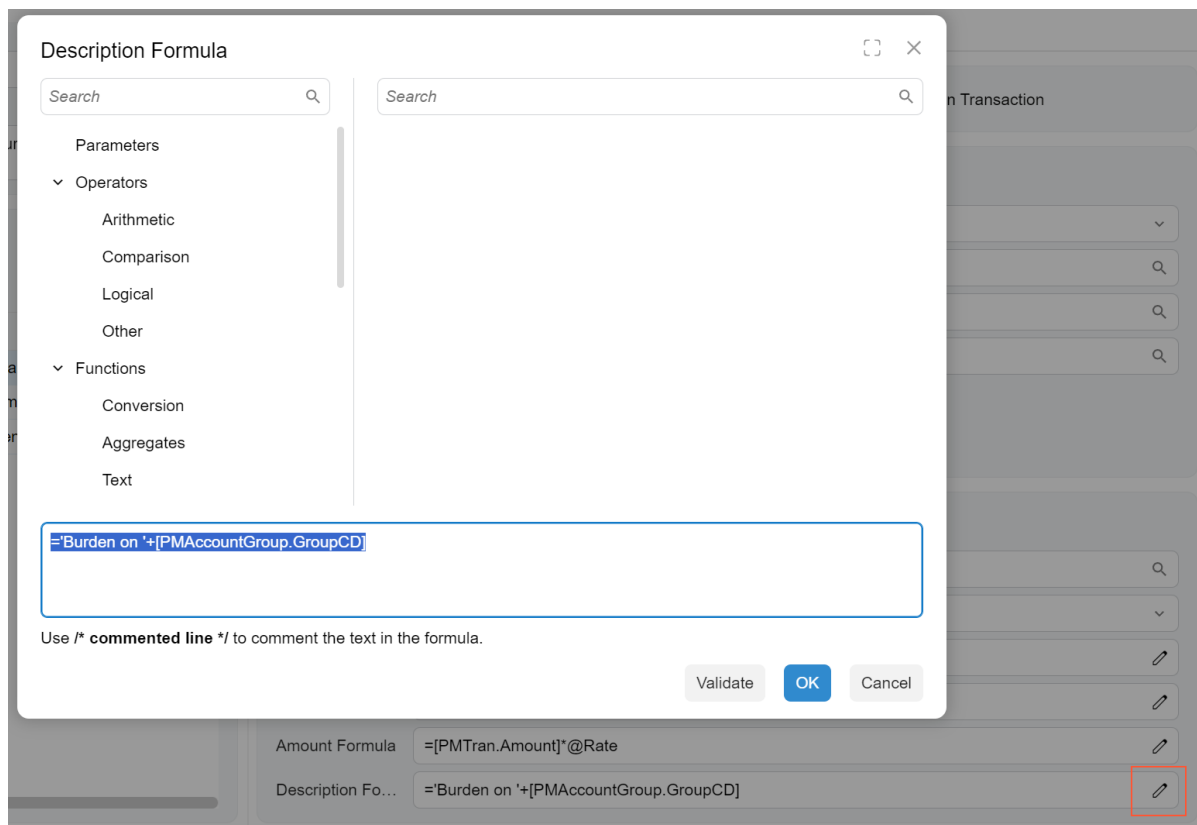 Description Formula
Search
Search
n Transaction
ur
Parameters
Operators
Arithmetic
Comparison
Logical
Other
a
Functions
m
Conversion
er
Aggregates
Text
='Burden on '+[PMAccountGroup.GroupCD]
Use /* commented line */ to comment the text in the formula.
Validate
OK
Cancel
Amount Formula
=[PMTran.Amount]*@Rate
Description Fo...
='Burden on '+[PMAccountGroup.GroupCD]